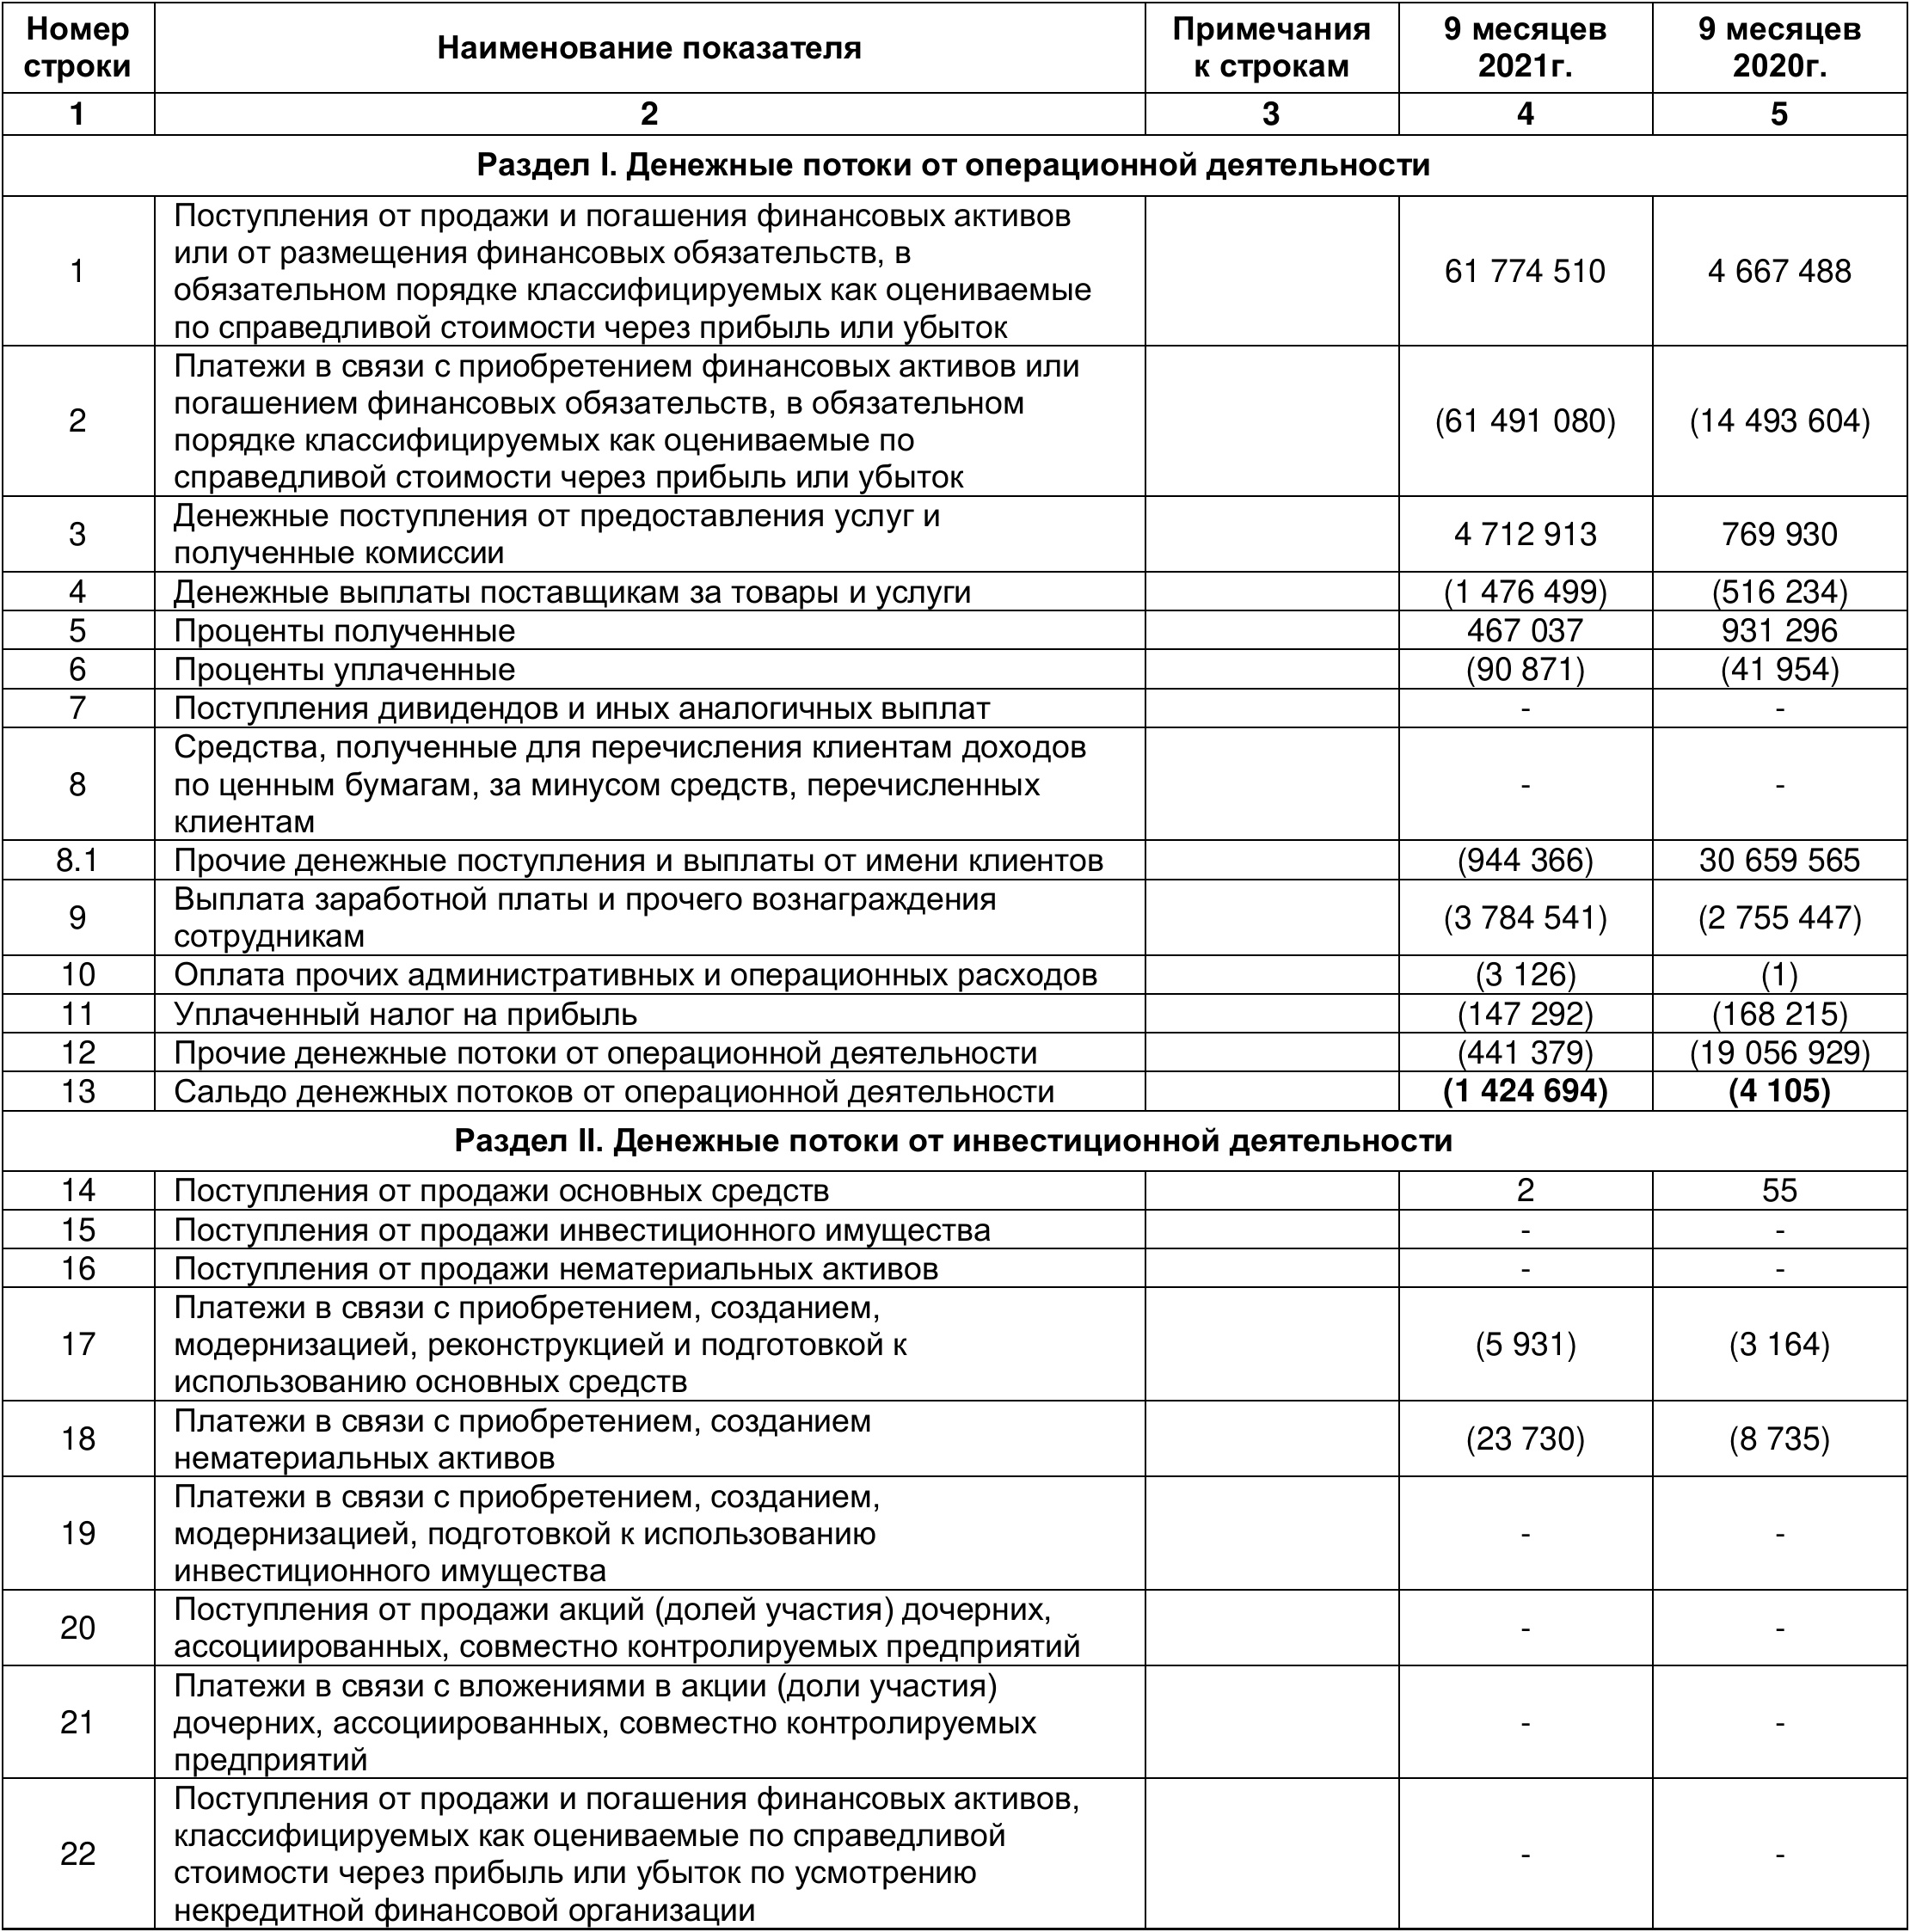 Номер строки Наименование показателя Примечания к строкам 9 месяцев 2021г. 9 месяцев 2020г.
1 2 3 4 5
Раздел I. Денежные потоки от операционной деятельности
Поступления от продажи и погашения финансовых активов
или от размещения финансовых обязательств, в
1 обязательном порядке классифицируемых как оцениваемые 61 774 510 4 667 488
по справедливой стоимости через прибыль или убыток
Платежи в связи с приобретением финансовых активов или
погашением финансовых обязательств, в обязательном
2 порядке классифицируемых как оцениваемые по (61 491 080) (14 493 604)
справедливой стоимости через прибыль или убыток
Денежные поступления от предоставления услуг и
3 полученные комиссии 4 712 913 769 930
4 Денежные выплаты поставщикам за товары и услуги (1 476 499) (516 234)
5 Проценты полученные 467 037 931 296
6 Проценты уплаченные (90 871) (41 954)
7 Поступления дивидендов и иных аналогичных выплат - -
Средства, полученные для перечисления клиентам доходов
8 по ценным бумагам, за минусом средств, перечисленных - -
клиентам
8.1 Прочие денежные поступления и выплаты от имени клиентов (944 366) 30 659 565
Выплата заработной платы и прочего вознаграждения
9 сотрудникам (3 784 541) (2 755 447)
10 Оплата прочих административных и операционных расходов (3 126) (1)
11 Уплаченный налог на прибыль (147 292) (168 215)
12 Прочие денежные потоки от операционной деятельности (441 379) (19 056 929)
13 Сальдо денежных потоков от операционной деятельности (1 424 694) (4 105)
Раздел II. Денежные потоки от инвестиционной деятельности
14 Поступления от продажи основных средств 2 55
15 Поступления от продажи инвестиционного имущества - -
16 Поступления от продажи нематериальных активов - -
Платежи в связи с приобретением, созданием,
17 модернизацией, реконструкцией и подготовкой к (5 931) (3 164)
использованию основных средств
Платежи в связи с приобретением, созданием
18 нематериальных активов (23 730) (8 735)
Платежи в связи с приобретением, созданием,
19 модернизацией, подготовкой к использованию - -
инвестиционного имущества
Поступления от продажи акций (долей участия) дочерних,
20 ассоциированных, совместно контролируемых предприятий - -
Платежи в связи с вложениями в акции (доли участия)
21 дочерних, ассоциированных, совместно контролируемых - -
предприятий
Поступления от продажи и погашения финансовых активов,
классифицируемых как оцениваемые по справедливой
22 стоимости через прибыль или убыток по усмотрению - -
некредитной финансовой организации